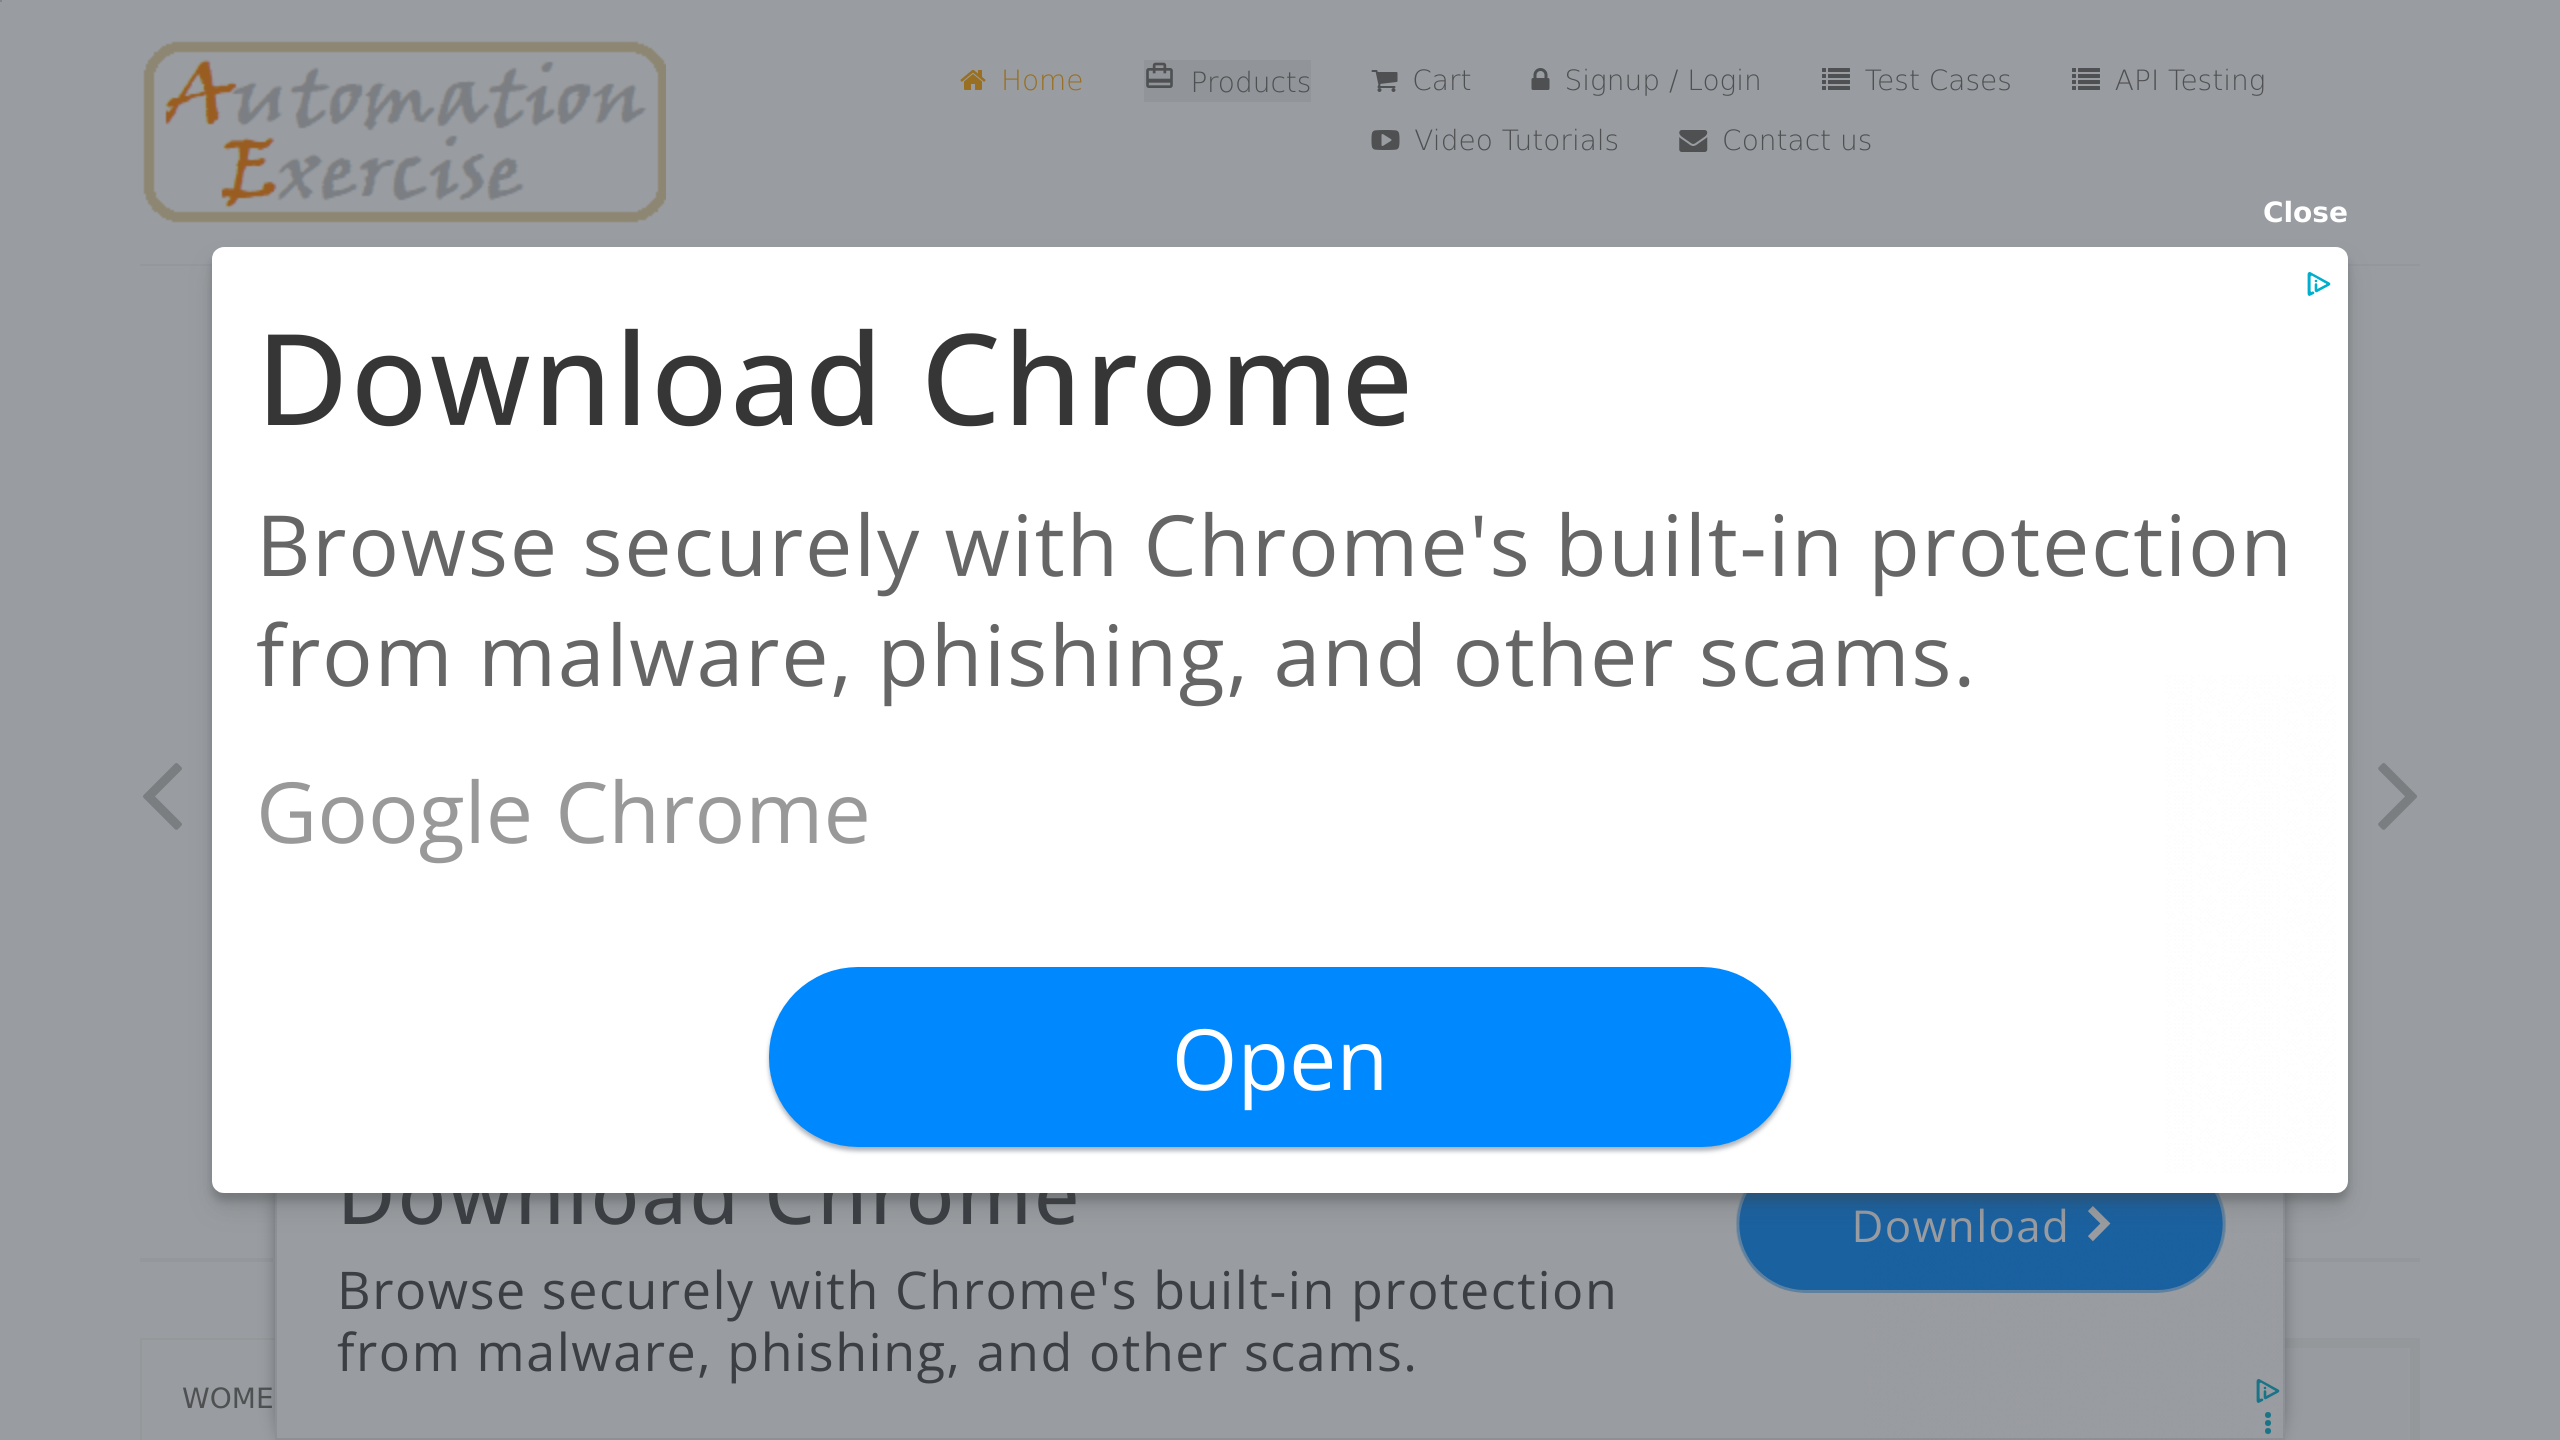 Automation
Exercise
Home
Products
Cart
Signup / Login
Test Cases
API Testing
Video Tutorials
Contact us
Close
Download Chrome
Browse securely with Chrome's built-in protection
from malware, phishing, and other scams.
Google Chrome
Open
Download Chrome
Download
Browse securely with Chrome's built-in protection
from malware, phishing, and other scams.
WOME